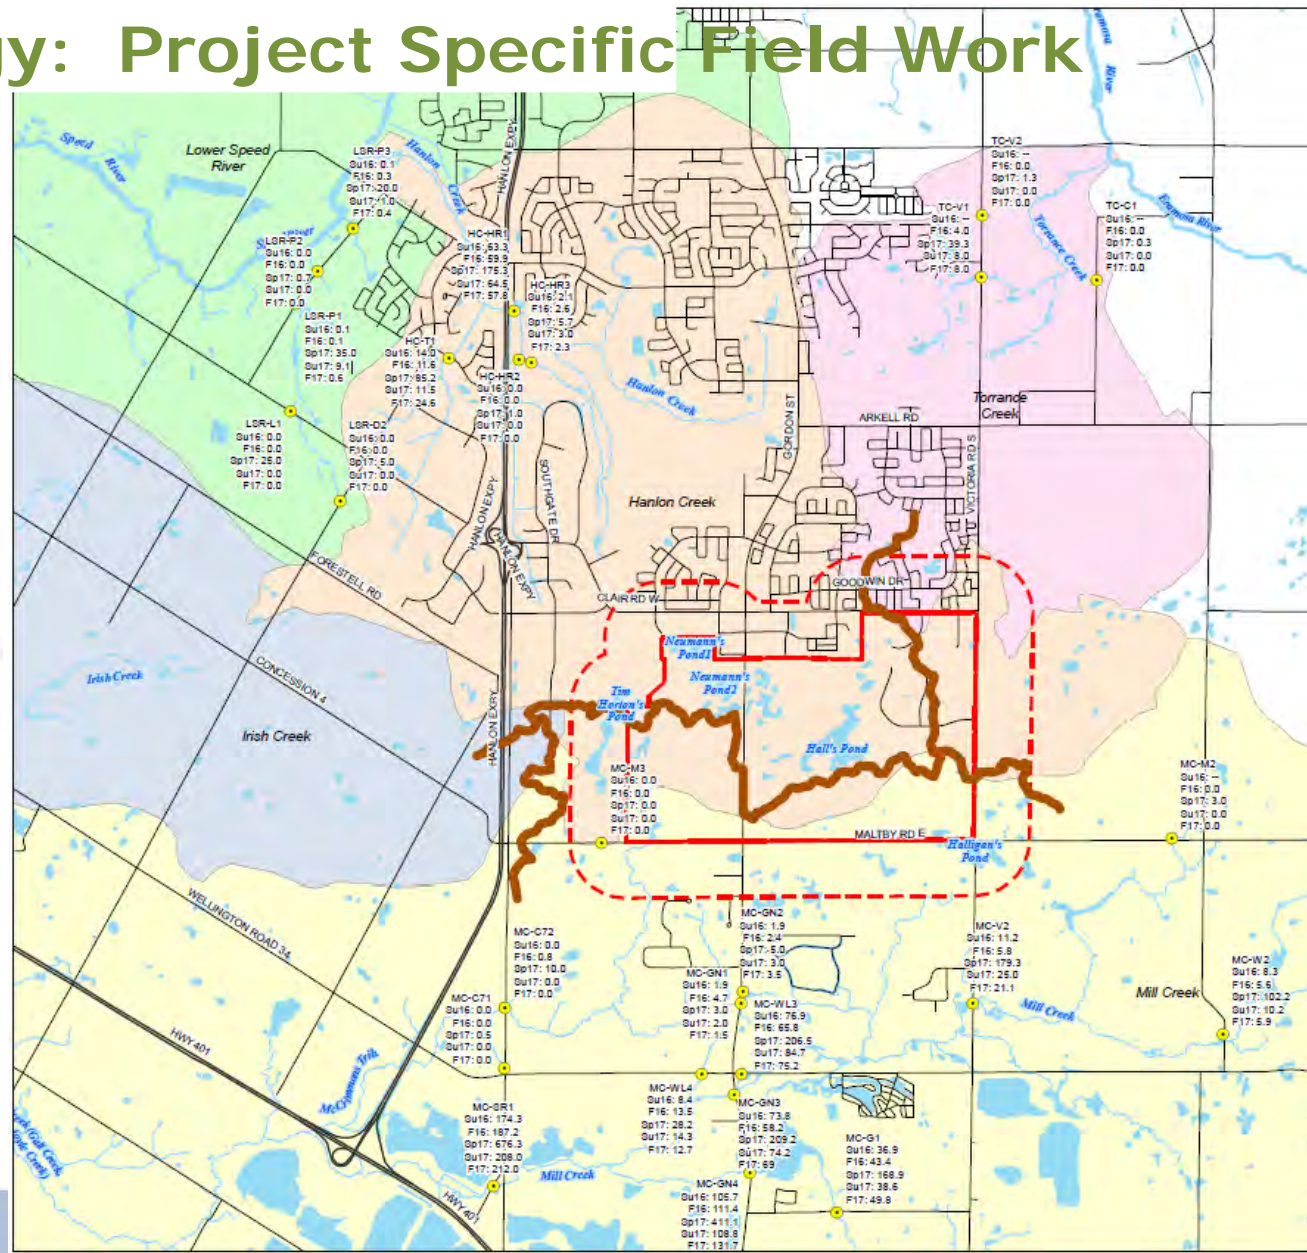 gy: Project Specific Field Work
Speed River
Lower Speed
River
Hanlon
Creek
HANLON EXPY
Eramosa River
LSR-P3
Su16: 0.1
F16: 0.3
Sp17: 20.0
Su17: 1.0
F17: 0.4
TC-V2
Su16: --
F16: 0.0
Sp17: 1.3
Su17: 0.0
F17: 0.0
TC-V1
Su16: --
F16: 4.0
Sp17: 39.3
Su17: 8.0
F17: 8.0
TC-C1
Su16: --
F16: 0.0
Sp17: 0.3
Su17: 0.0
F17: 0.0
Torrance Creek
Eramosa River
LSR-P2
Su16: 0.0
F16: 0.0
Sp17: 0.7
Su17: 0.0
F17: 0.0
HC-HR1
Su16: 63.3
F16: 59.9
Sp17: 175.3
Su17: 64.5
F17: 57.8
HC-HR3
Su16: 2.1
F16: 2.6
Sp17: 5.7
Su17: 3.0
F17: 2.3
LSR-P1
Su16: 0.1
F16: 0.1
Sp17: 35.0
Su17: 9.1
F17: 0.6
HC-T1
Su16: 14.0
F16: 11.6
Sp17: 85.2
Su17: 11.5
F17: 24.6
HC-HR2
Su16: 0.0
F16: 0.0
Sp17: 1.0
Su17: 0.0
F17: 0.0
Hanlon
Creek
GORDON ST
ARKELL RD
Torrance
Creek
VICTORIA RD S
LSR-L1
Su16: 0.0
F16: 0.0
Sp17: 25.0
Su17: 0.0
F17: 0.0
LSR-D2
Su16: 0.0
F16: 0.0
Sp17: 5.0
Su17: 0.0
F17: 0.0
HANLON EXPY
HANLON EXPY
SOUTHGATE DR
Hanlon Creek
FORESTELL RD
CLAIR RD W
GOODWIN DR
CONCESSION 4
Irish Creek
Irish Creek
HANLON EXPY
Neumann's
Pond1
Neumann's
Pond2
Tim
Horton's
Pond
Hall's Pond
MC-M3
Su16: 0.0
F16: 0.0
Sp17: 0.0
Su17: 0.0
F17: 0.0
MC-M2
Su16: --
F16: 0.0
Sp17: 3.0
Su17: 0.0
F17: 0.0
MALTBY RD E
Halligan's
Pond
WELLINGTON ROAD 34
MC-C72
Su16: 0.0
F16: 0.8
Sp17: 10.0
Su17: 0.0
F17: 0.0
MC-GN2
Su16: 1.9
F16: 2.4
Sp17: 5.0
Su17: 3.0
F17: 3.5
MC-V2
Su16: 11.2
F16: 5.8
Sp17: 179.3
Su17: 25.0
F17: 21.1
MC-W2
Su16: 8.3
F16: 5.6
Sp17: 102.2
Su17: 10.2
F17: 5.9
MC-GN1
Su16: 1.9
F16: 4.7
Sp17: 3.0
Su17: 2.0
F17: 1.5
MC-C71
Su16: 0.0
F16: 0.0
Sp17: 0.5
Su17: 0.0
F17: 0.0
MC-WL3
Su16: 76.9
F16: 65.8
Sp17: 206.5
Su17: 84.7
F17: 75.2
Mill Creek
Mill Creek
HWY 401
McCrimmons Trib.
MC-WL4
Su16: 8.4
F16: 13.5
Sp17: 28.2
Su17: 14.3
F17: 12.7
MC-GN3
Su16: 73.8
F16: 58.2
Sp17: 209.2
Su17: 74.2
F17: 69
MC-SR1
Su16: 174.3
F16: 187.2
Sp17: 676.3
Su17: 208.0
F17: 212.0
MC-G1
Su16: 36.9
F16: 43.4
Sp17: 168.9
Su17: 38.6
F17: 49.8
Mill Creek
HWY 401
MC-GN4
Su16: 105.7
F16: 111.4
Sp17: 411.1
Su17: 108.8
F17: 131.7